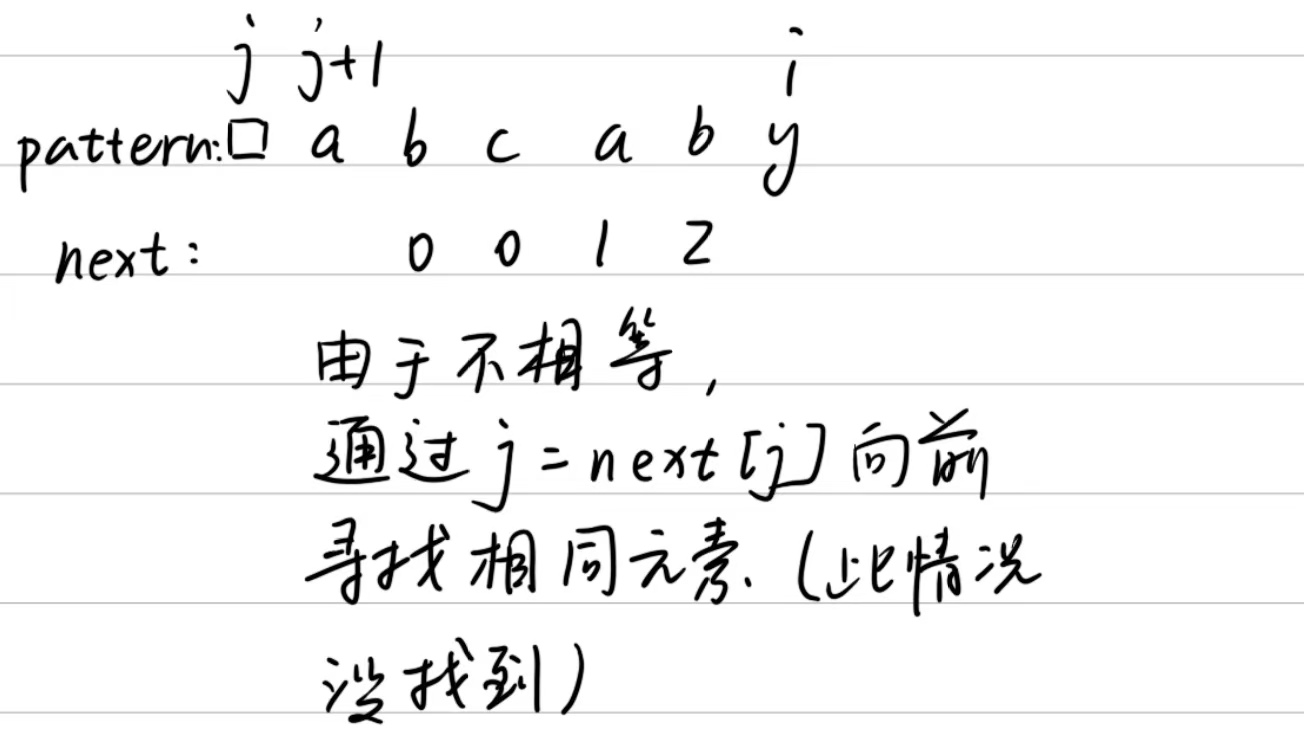 j j+1 i
pattern:□ a b c a b y
next: 0 0 1 2
由于不相等,
通过j=next[j]向前
寻找相同元素.(此情况
没找到)